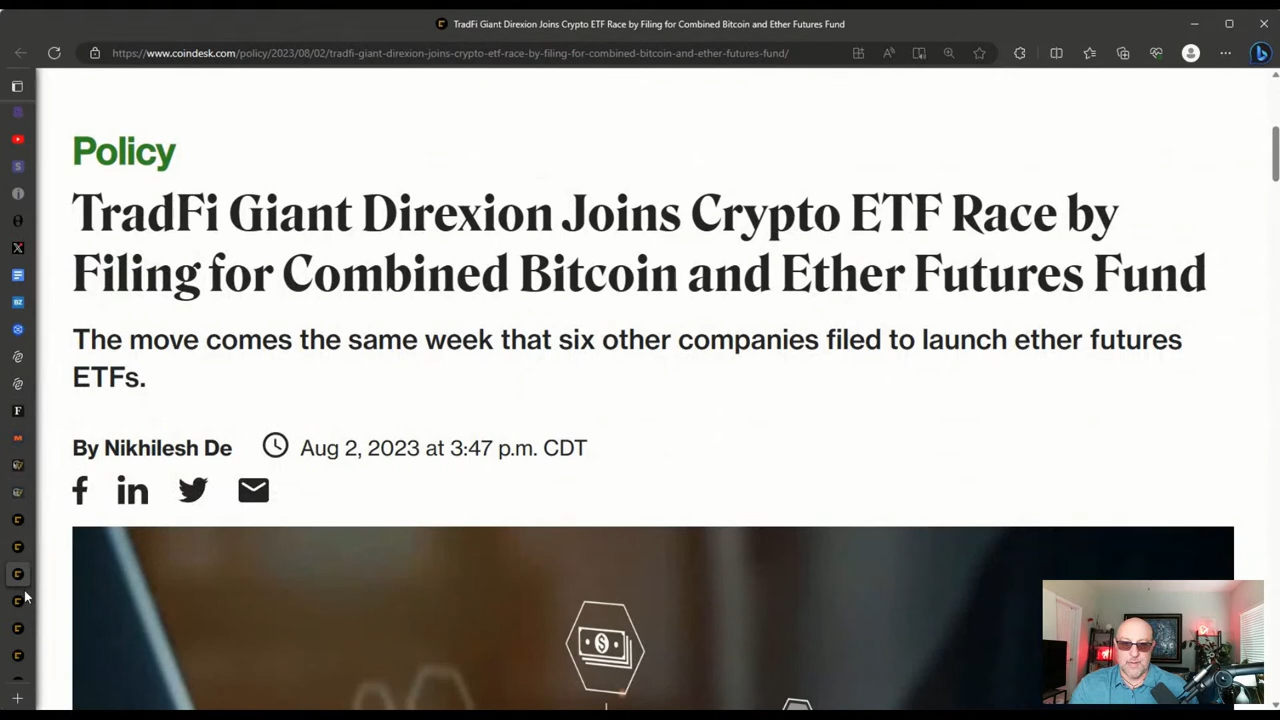 TradFi Giant Direxion Joins Crypto ETF Race by Filing for Combined Bitcoin and Ether Futures Fund
https://www.coindesk.com/policy/2023/08/02/tradfi-giant-direxion-joins-crypto-etf-race-by-filing-for-combined-bitcoin-and-ether-futures-fund/
Policy
TradFi Giant Direxion Joins Crypto ETF Race by
Filing for Combined Bitcoin and Ether Futures Fund
The move comes the same week that six other companies filed to launch ether futures
ETFs.
By Nikhilesh De Aug 2, 2023 at 3:47 p.m. CDT